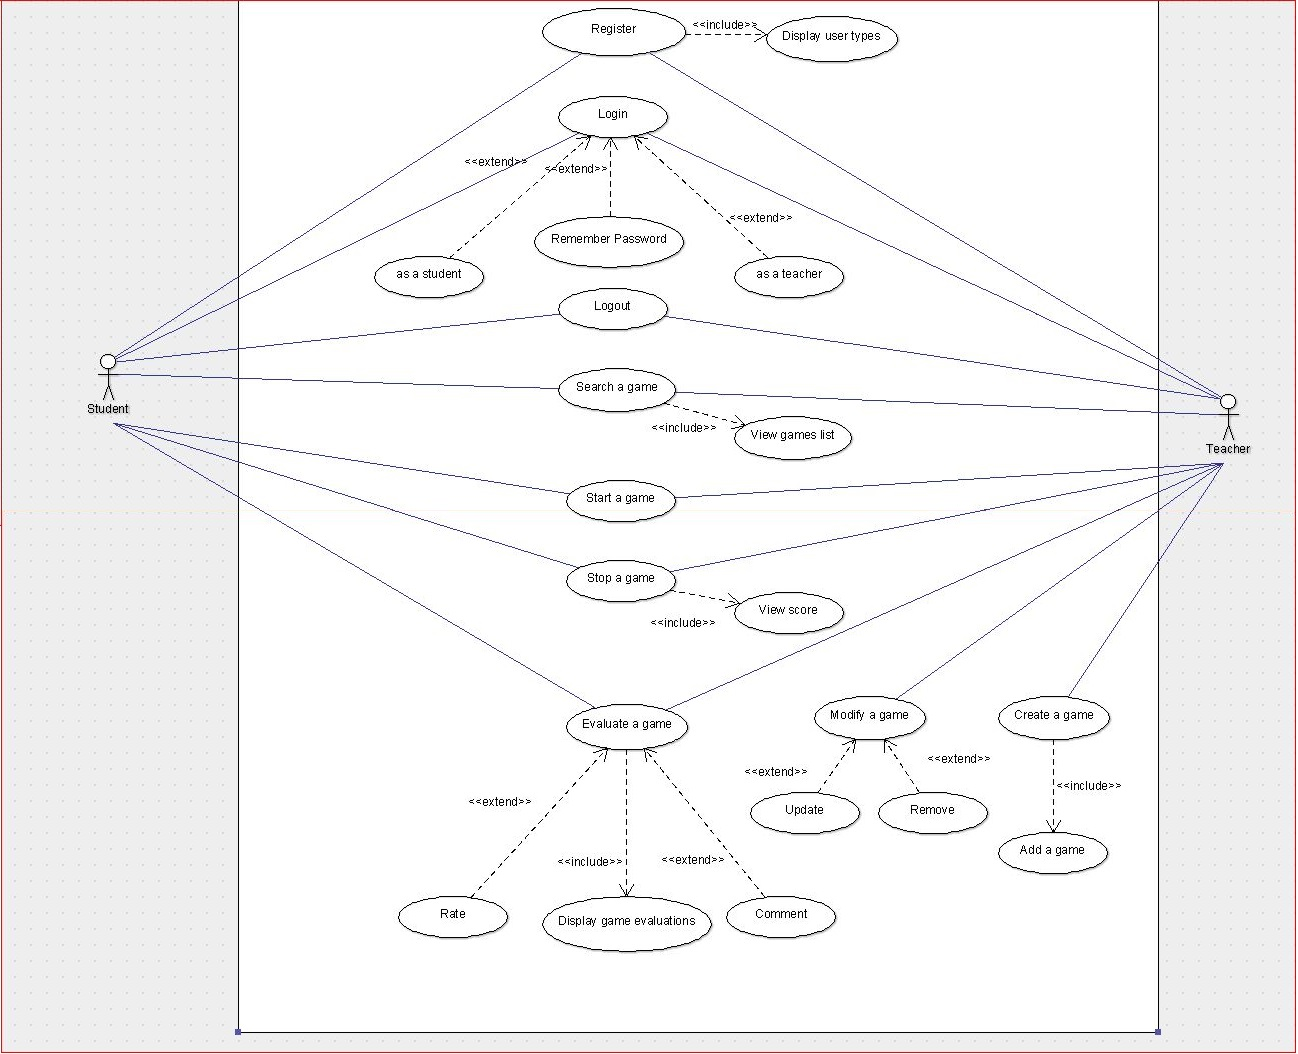 Register
<<include>>
Display user types
Login
<<extend>>
<<extend>>
<<extend>>
Remember Password
as a student
as a teacher
Logout
Search a game
<<include>>
View games list
Student
Teacher
Start a game
Stop a game
<<include>>
View score
Evaluate a game
Modify a game
Create a game
<<extend>>
<<extend>>
<<include>>
Update
Remove
Add a game
<<extend>>
<<include>>
<<extend>>
Rate
Display game evaluations
Comment